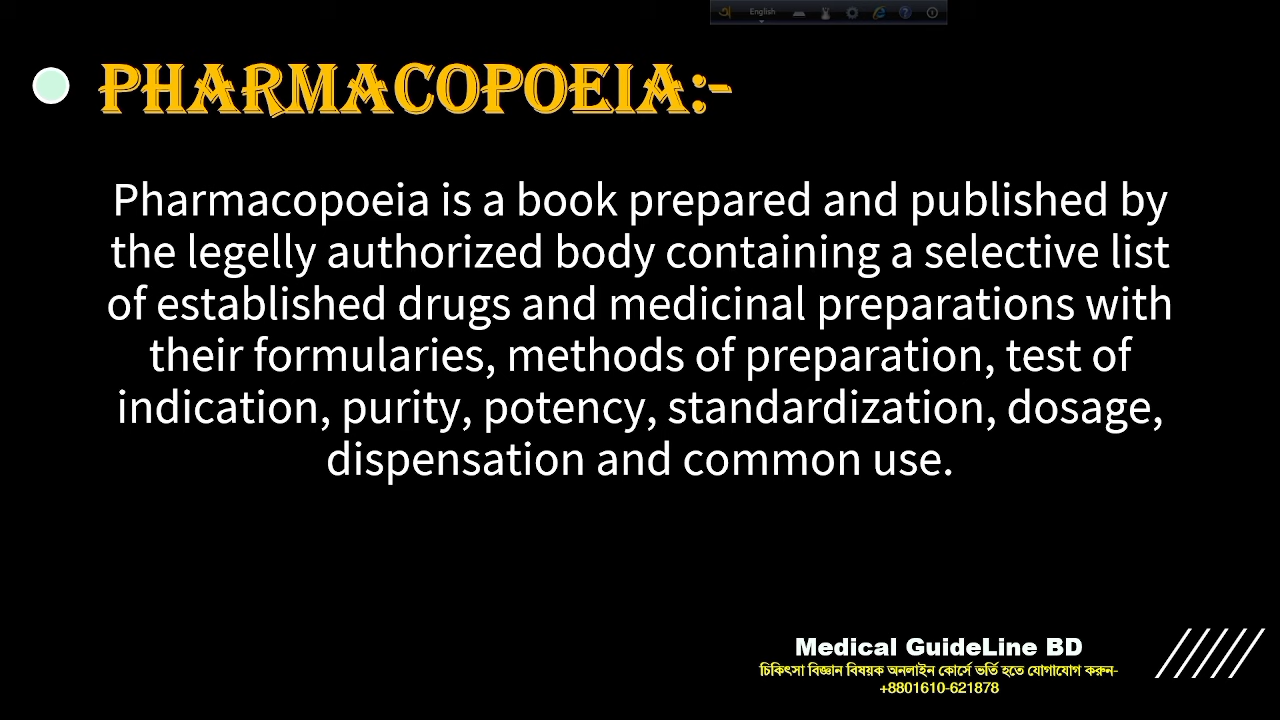 English
PHARMACOPOEIA:-
Pharmacopoeia is a book prepared and published by
the legelly authorized body containing a selective list
of established drugs and medicinal preparations with
their formularies, methods of preparation, test of
indication, purity, potency, standardization, dosage,
dispensation and common use.
Medical GuideLine BD
চিকিৎসা বিজ্ঞান বিষয়ক অনলাইন কোর্সে ভর্তি হতে যোগাযোগ করুন-
+8801610-621878